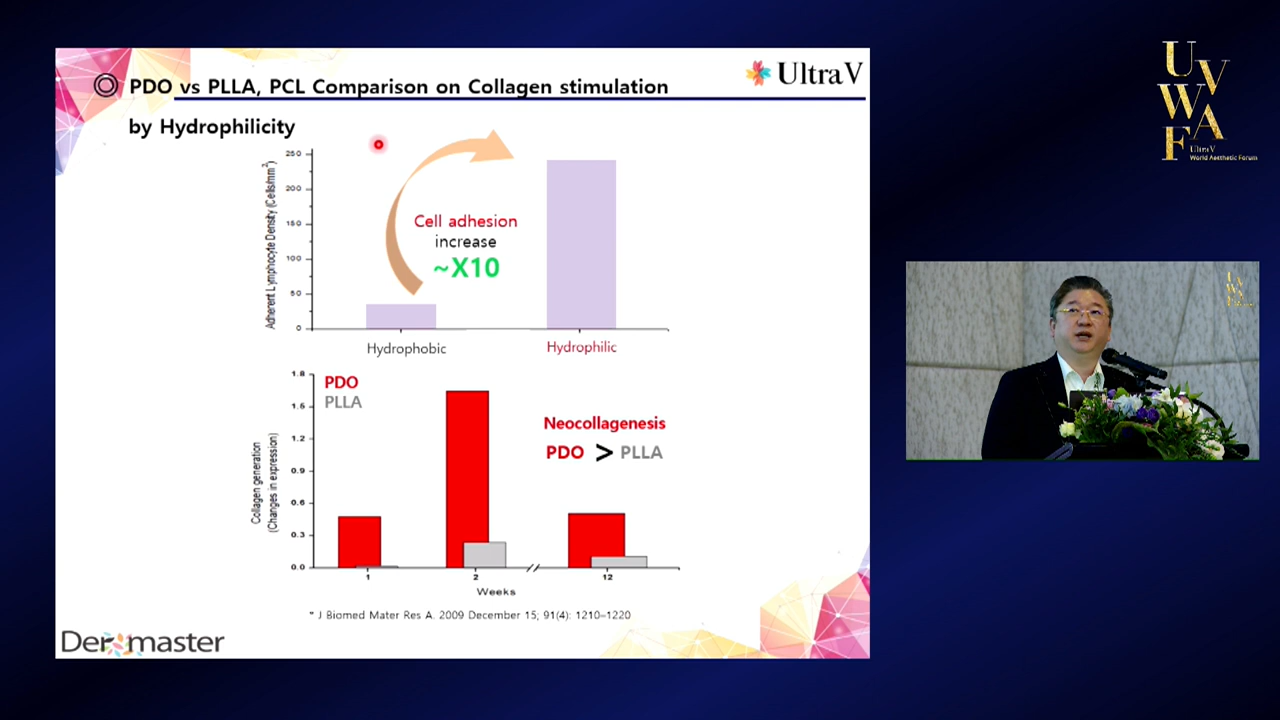 PDO vs PLLA, PCL Comparison on Collagen stimulation
by Hydrophilicity
UltraV
Adherent Lymphocyte Density (Cells/mm²)
250
200
150
100
50
0
Cell adhesion
increase
~X10
Hydrophobic
Hydrophilic
Collagen generation
(Changes in expression)
1.8
1.5
1.2
0.9
0.6
0.3
0.0
PDO
PLLA
Neocollagenesis
PDO > PLLA
1
2
12
Weeks
* J Biomed Mater Res A. 2009 December 15; 91(4): 1210–1220
Dermaster
UV
WA
F
UltraV
World Aesthetic Forum